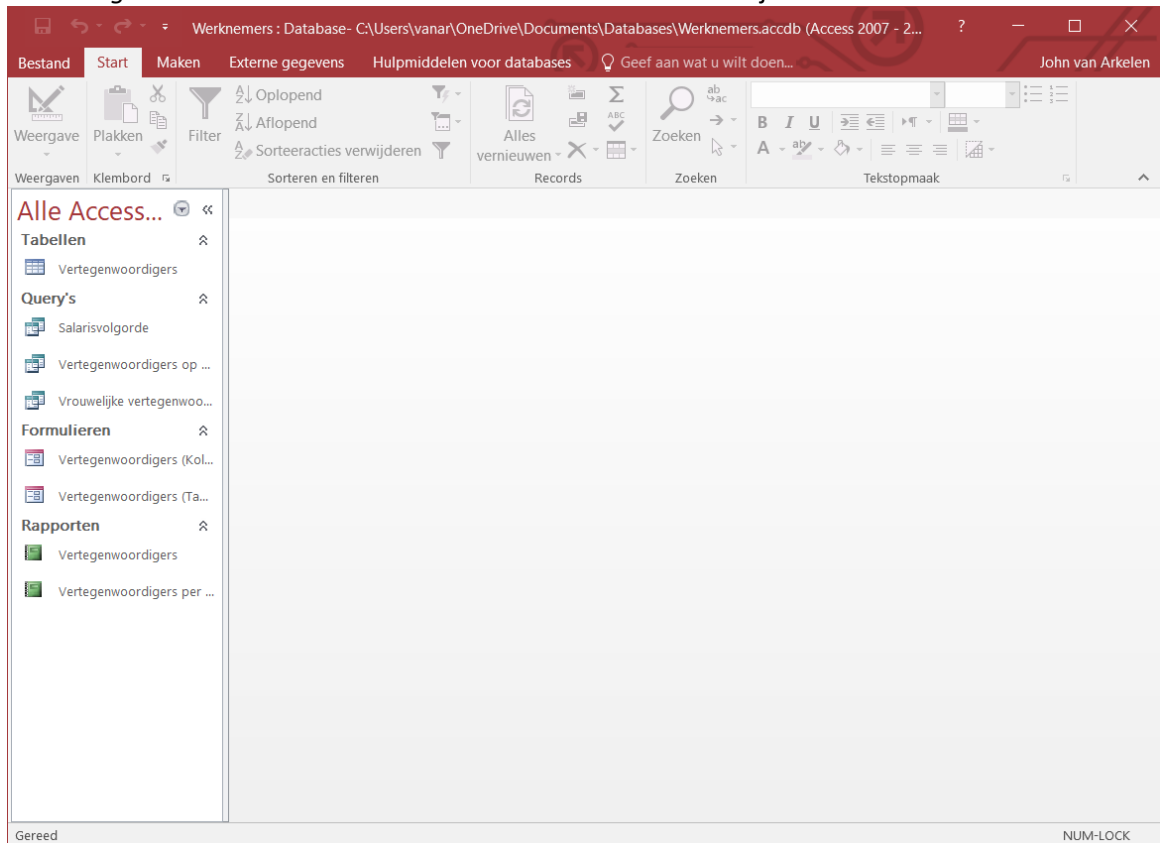 Werknemers : Database- C:\Users\vanar\OneDrive\Documents\Databases\Werknemers.accdb (Access 2007 - 2... ?
Bestand Start Maken Externe gegevens Hulpmiddelen voor databases Geef aan wat u wilt doen... John van Arkelen
Weergave Plakken Filter Oplopend Aflopend Sorteeracties verwijderen Alles vernieuwen Zoeken
B I U
A
Weergaven Klembord Sorteren en filteren Records Zoeken Tekstopmaak
Alle Access... «
Tabellen
Vertegenwoordigers
Query's
Salarisvolgorde
Vertegenwoordigers op ...
Vrouwelijke vertegenwoo...
Formulieren
Vertegenwoordigers (Kol...
Vertegenwoordigers (Ta...
Rapporten
Vertegenwoordigers
Vertegenwoordigers per ...
Gereed NUM-LOCK